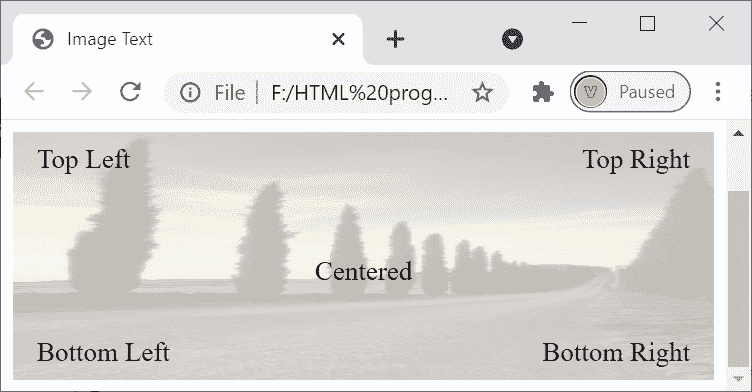 Image Text
File F:/HTML%20prog... Paused
Top Left Top Right
Centered
Bottom Left Bottom Right